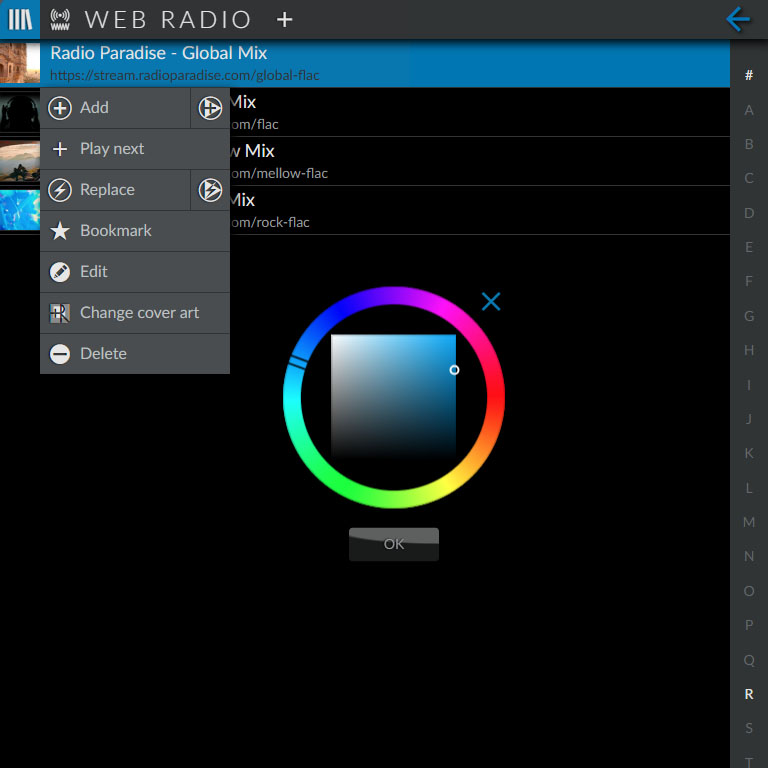 WEB RADIO +
Radio Paradise - Global Mix
https://stream.radioparadise.com/global-flac
Add
Mix
om/flac
Play next
w Mix
om/mellow-flac
Replace
Mix
om/rock-flac
Bookmark
Edit
Change cover art
Delete
OK
#
A
B
C
D
E
F
G
H
I
J
K
L
M
N
O
P
Q
R
S
T